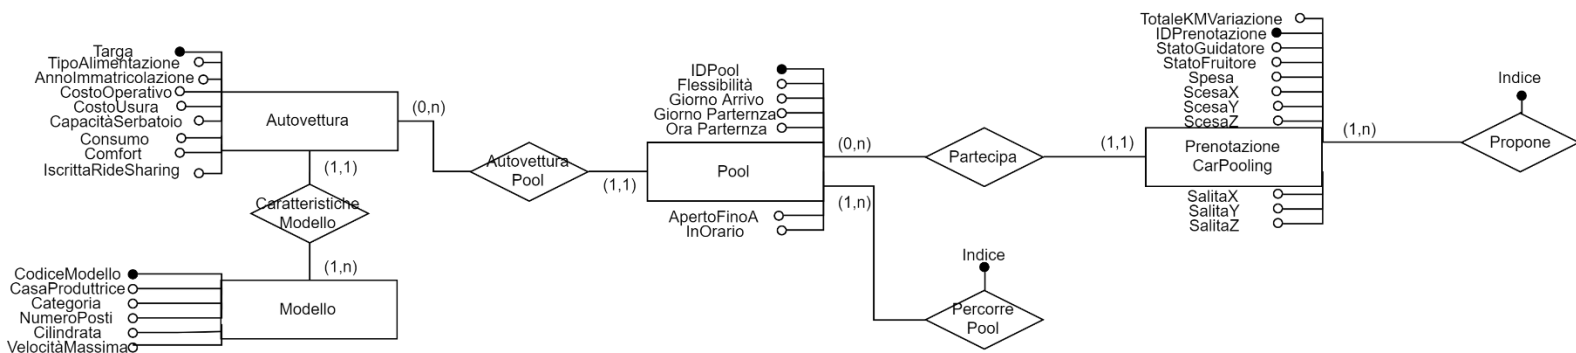 Targa
TipoAlimentazione
AnnoImmatricolazione
CostoOperativo
CostoUsura
CapacitàSerbatoio
Consumo
Comfort
IscrittaRideSharing
Autovettura
(0,n)
(1,1)
Caratteristiche
Modello
(1,n)
CodiceModello
CasaProduttrice
Categoria
NumeroPosti
Cilindrata
VelocitàMassima
Modello
Autovettura
Pool
(1,1)
IDPool
Flessibilità
Giorno Arrivo
Giorno Parternza
Ora Parternza
Pool
(0,n)
(1,n)
ApertoFinoA
InOrario
Partecipa
(1,1)
Indice
Percorre
Pool
TotaleKMVariazione
IDPrenotazione
StatoGuidatore
StatoFruitore
Spesa
ScesaX
ScesaY
ScesaZ
Prenotazione
CarPooling
SalitaX
SalitaY
SalitaZ
(1,n)
Indice
Propone